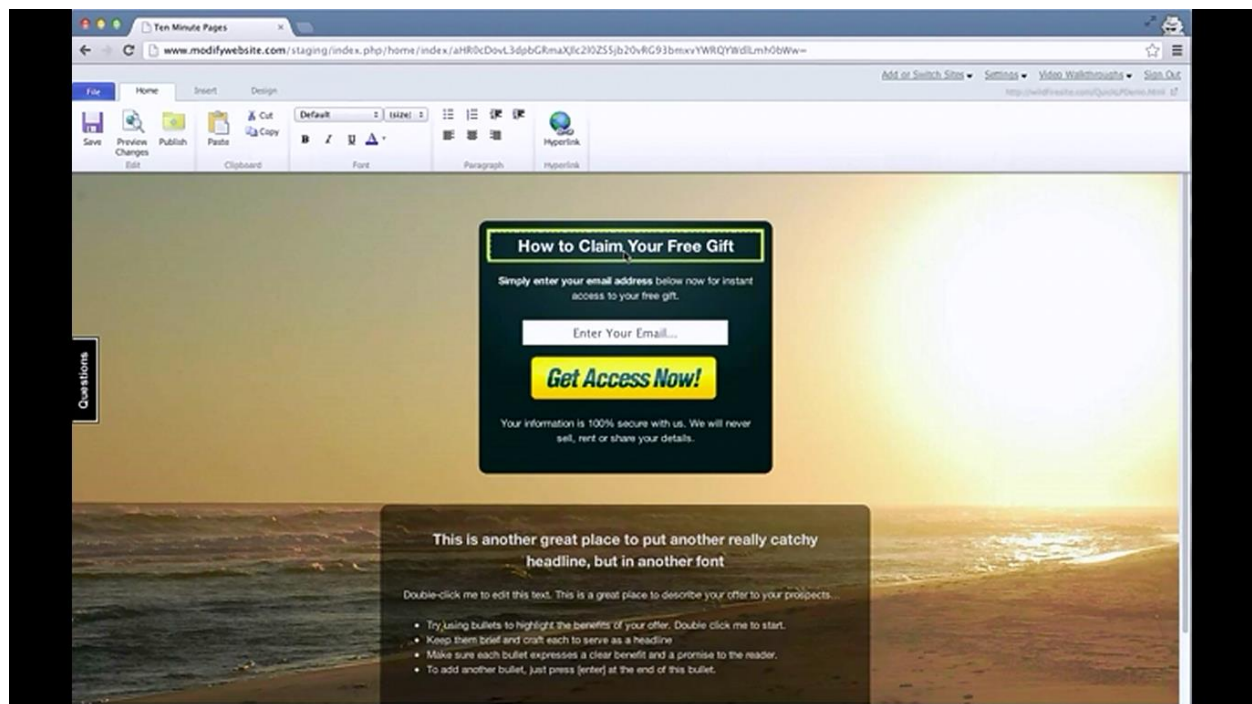 Ten Minute Pages
www.modifywebsite.com/staging/index.php/home/index/
Add or Switch Sites Settings Video Walkthroughs Sign Out
File Home Insert Design
Save
Preview Changes
Publish
Edit
Paste
Cut
Copy
Clipboard
Default (size)
B I U A
Font
Paragraph
Hyperlink
Hyperlink
How to Claim Your Free Gift
Simply enter your email address below now for instant
access to your free gift.
Enter Your Email...
Get Access Now!
Your information is 100% secure with us. We will never
sell, rent or share your details.
Questions
This is another great place to put another really catchy
headline, but in another font
Double-click me to edit this text. This is a great place to describe your offer to your prospects...
• Try using bullets to highlight the benefits of your offer. Double click me to start.
• Keep them brief and craft each to serve as a headline
• Make sure each bullet expresses a clear benefit and a promise to the reader.
• To add another bullet, just press [enter] at the end of this bullet.